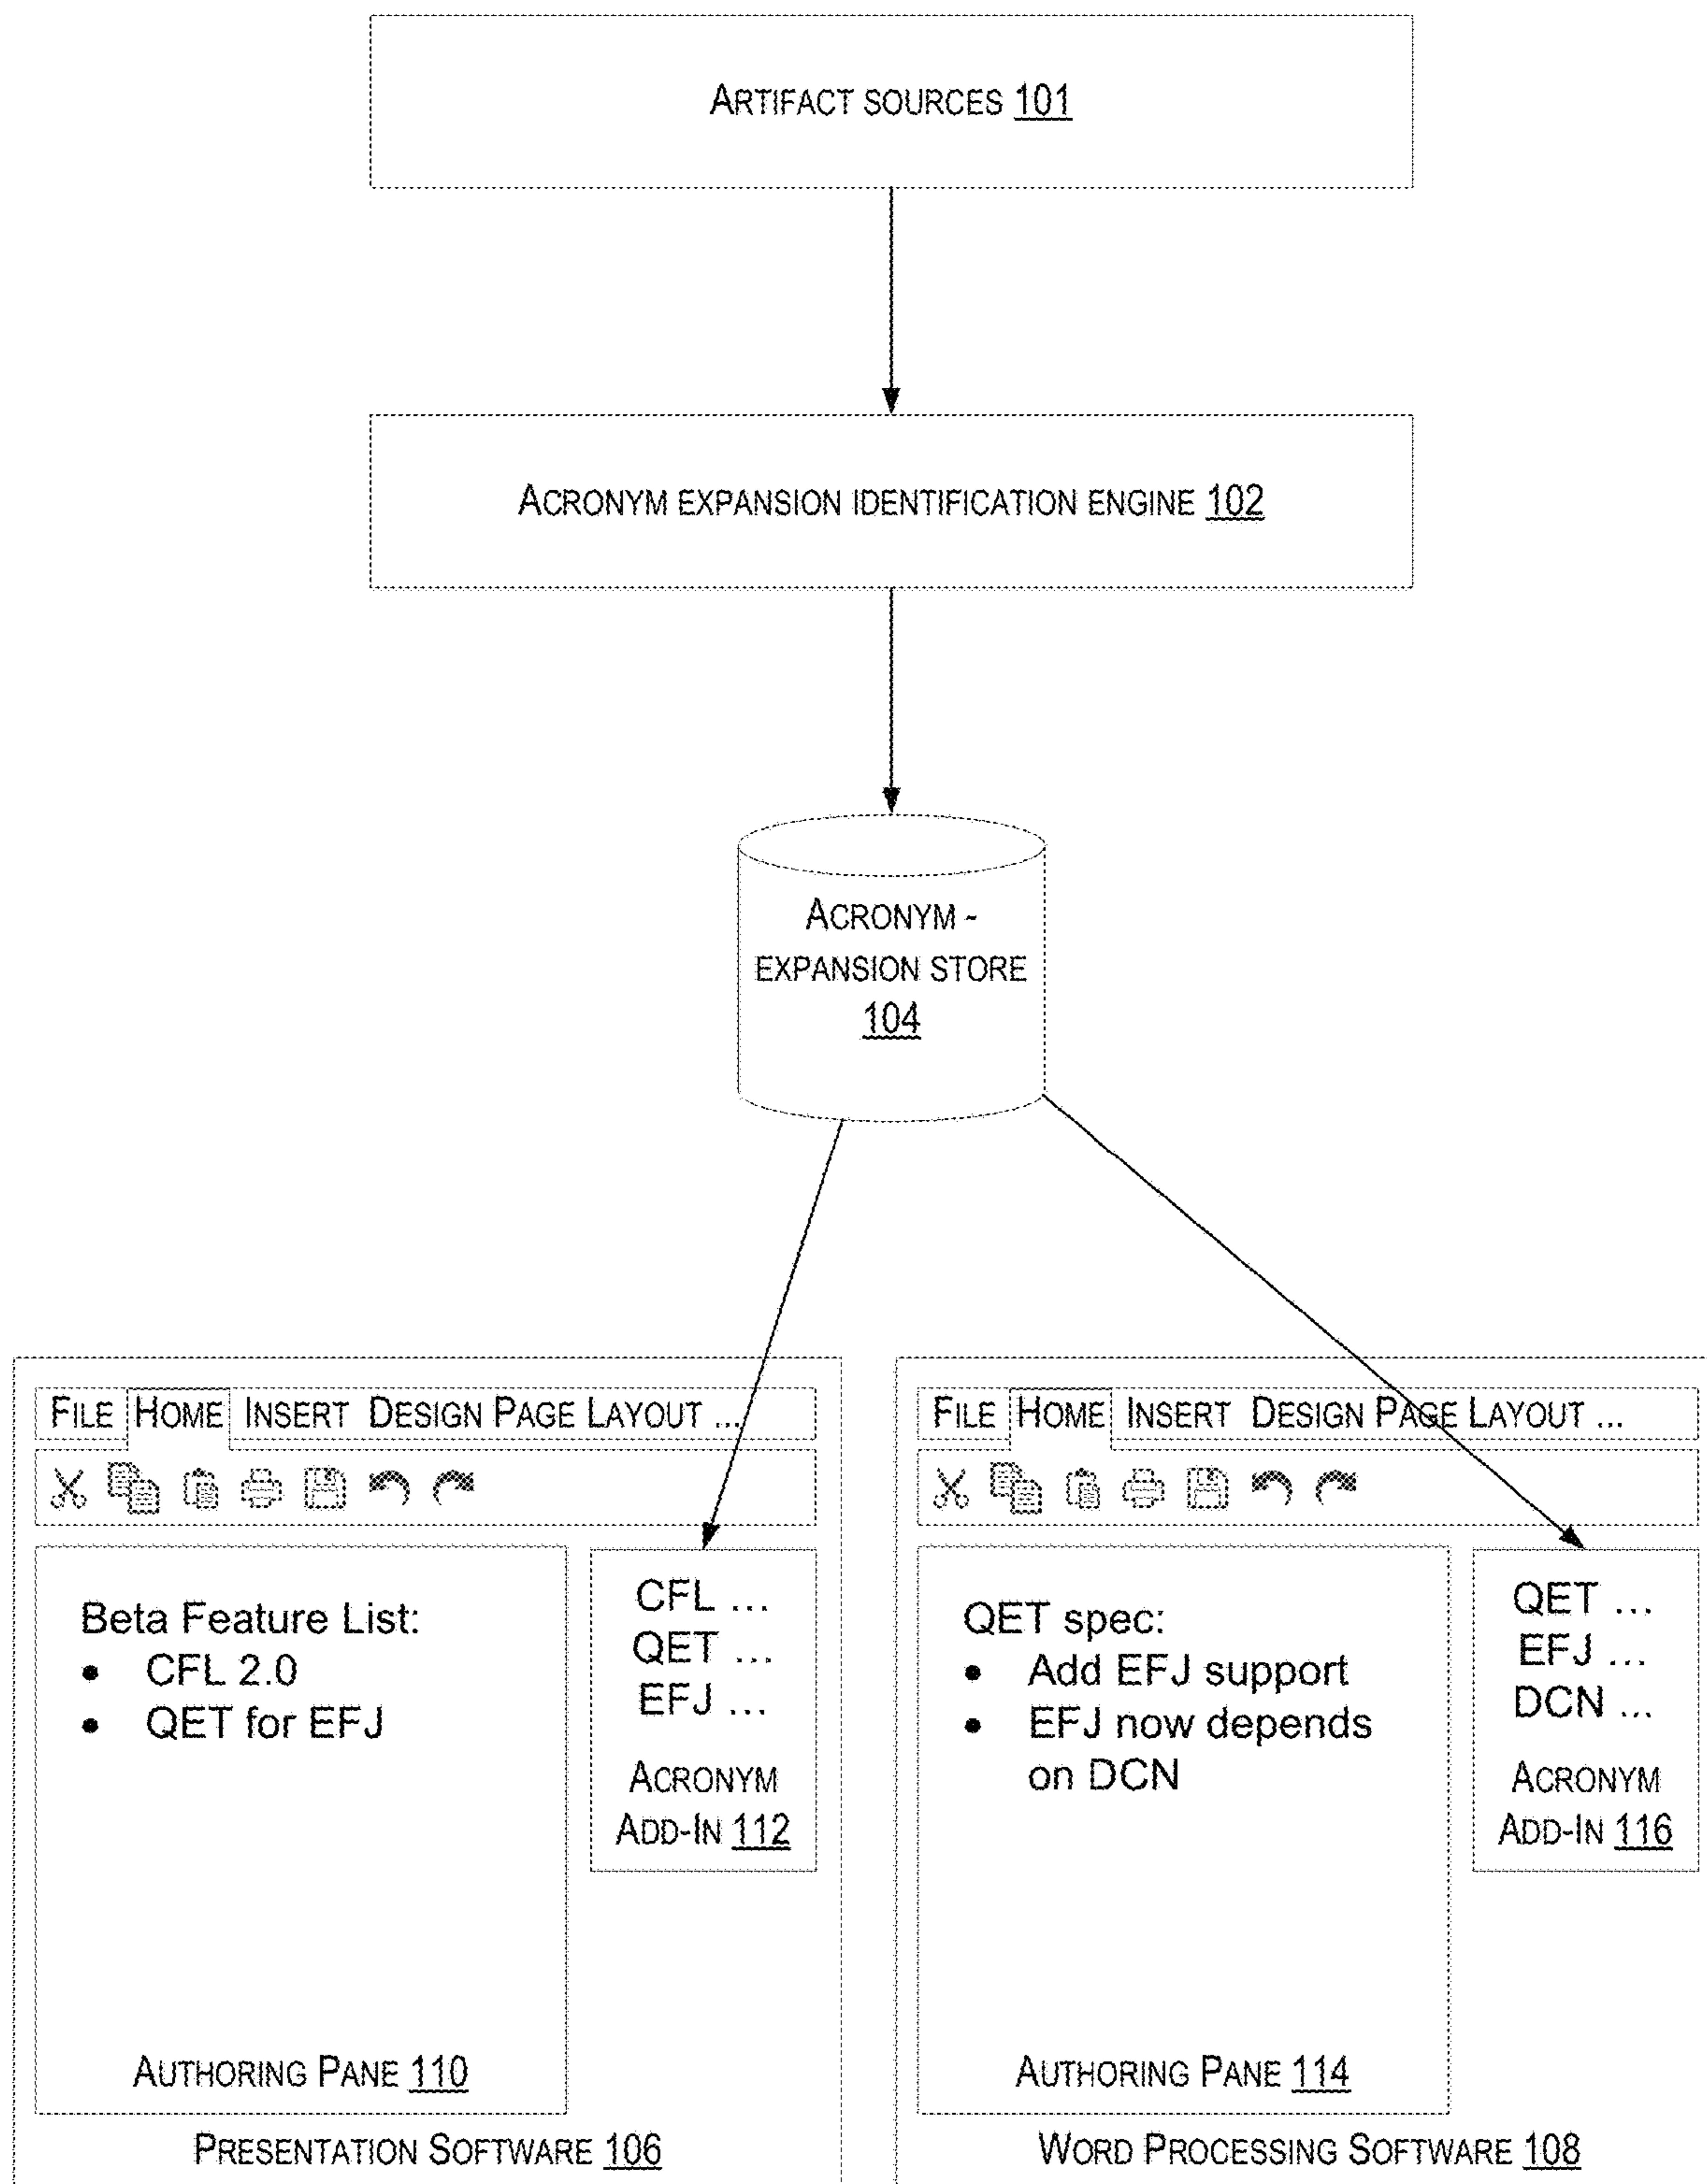 ARTIFACT SOURCES 101
ACRONYM EXPANSION IDENTIFICATION ENGINE 102
ACRONYM -
EXPANSION STORE
104
FILE HOME INSERT DESIGN PAGE LAYOUT ...
Beta Feature List:
• CFL 2.0
• QET for EFJ
CFL ...
QET ...
EFJ ...
ACRONYM
ADD-IN 112
AUTHORING PANE 110
PRESENTATION SOFTWARE 106
FILE HOME INSERT DESIGN PAGE LAYOUT ...
QET spec:
• Add EFJ support
• EFJ now depends
on DCN
QET ...
EFJ ...
DCN ...
ACRONYM
ADD-IN 116
AUTHORING PANE 114
WORD PROCESSING SOFTWARE 108